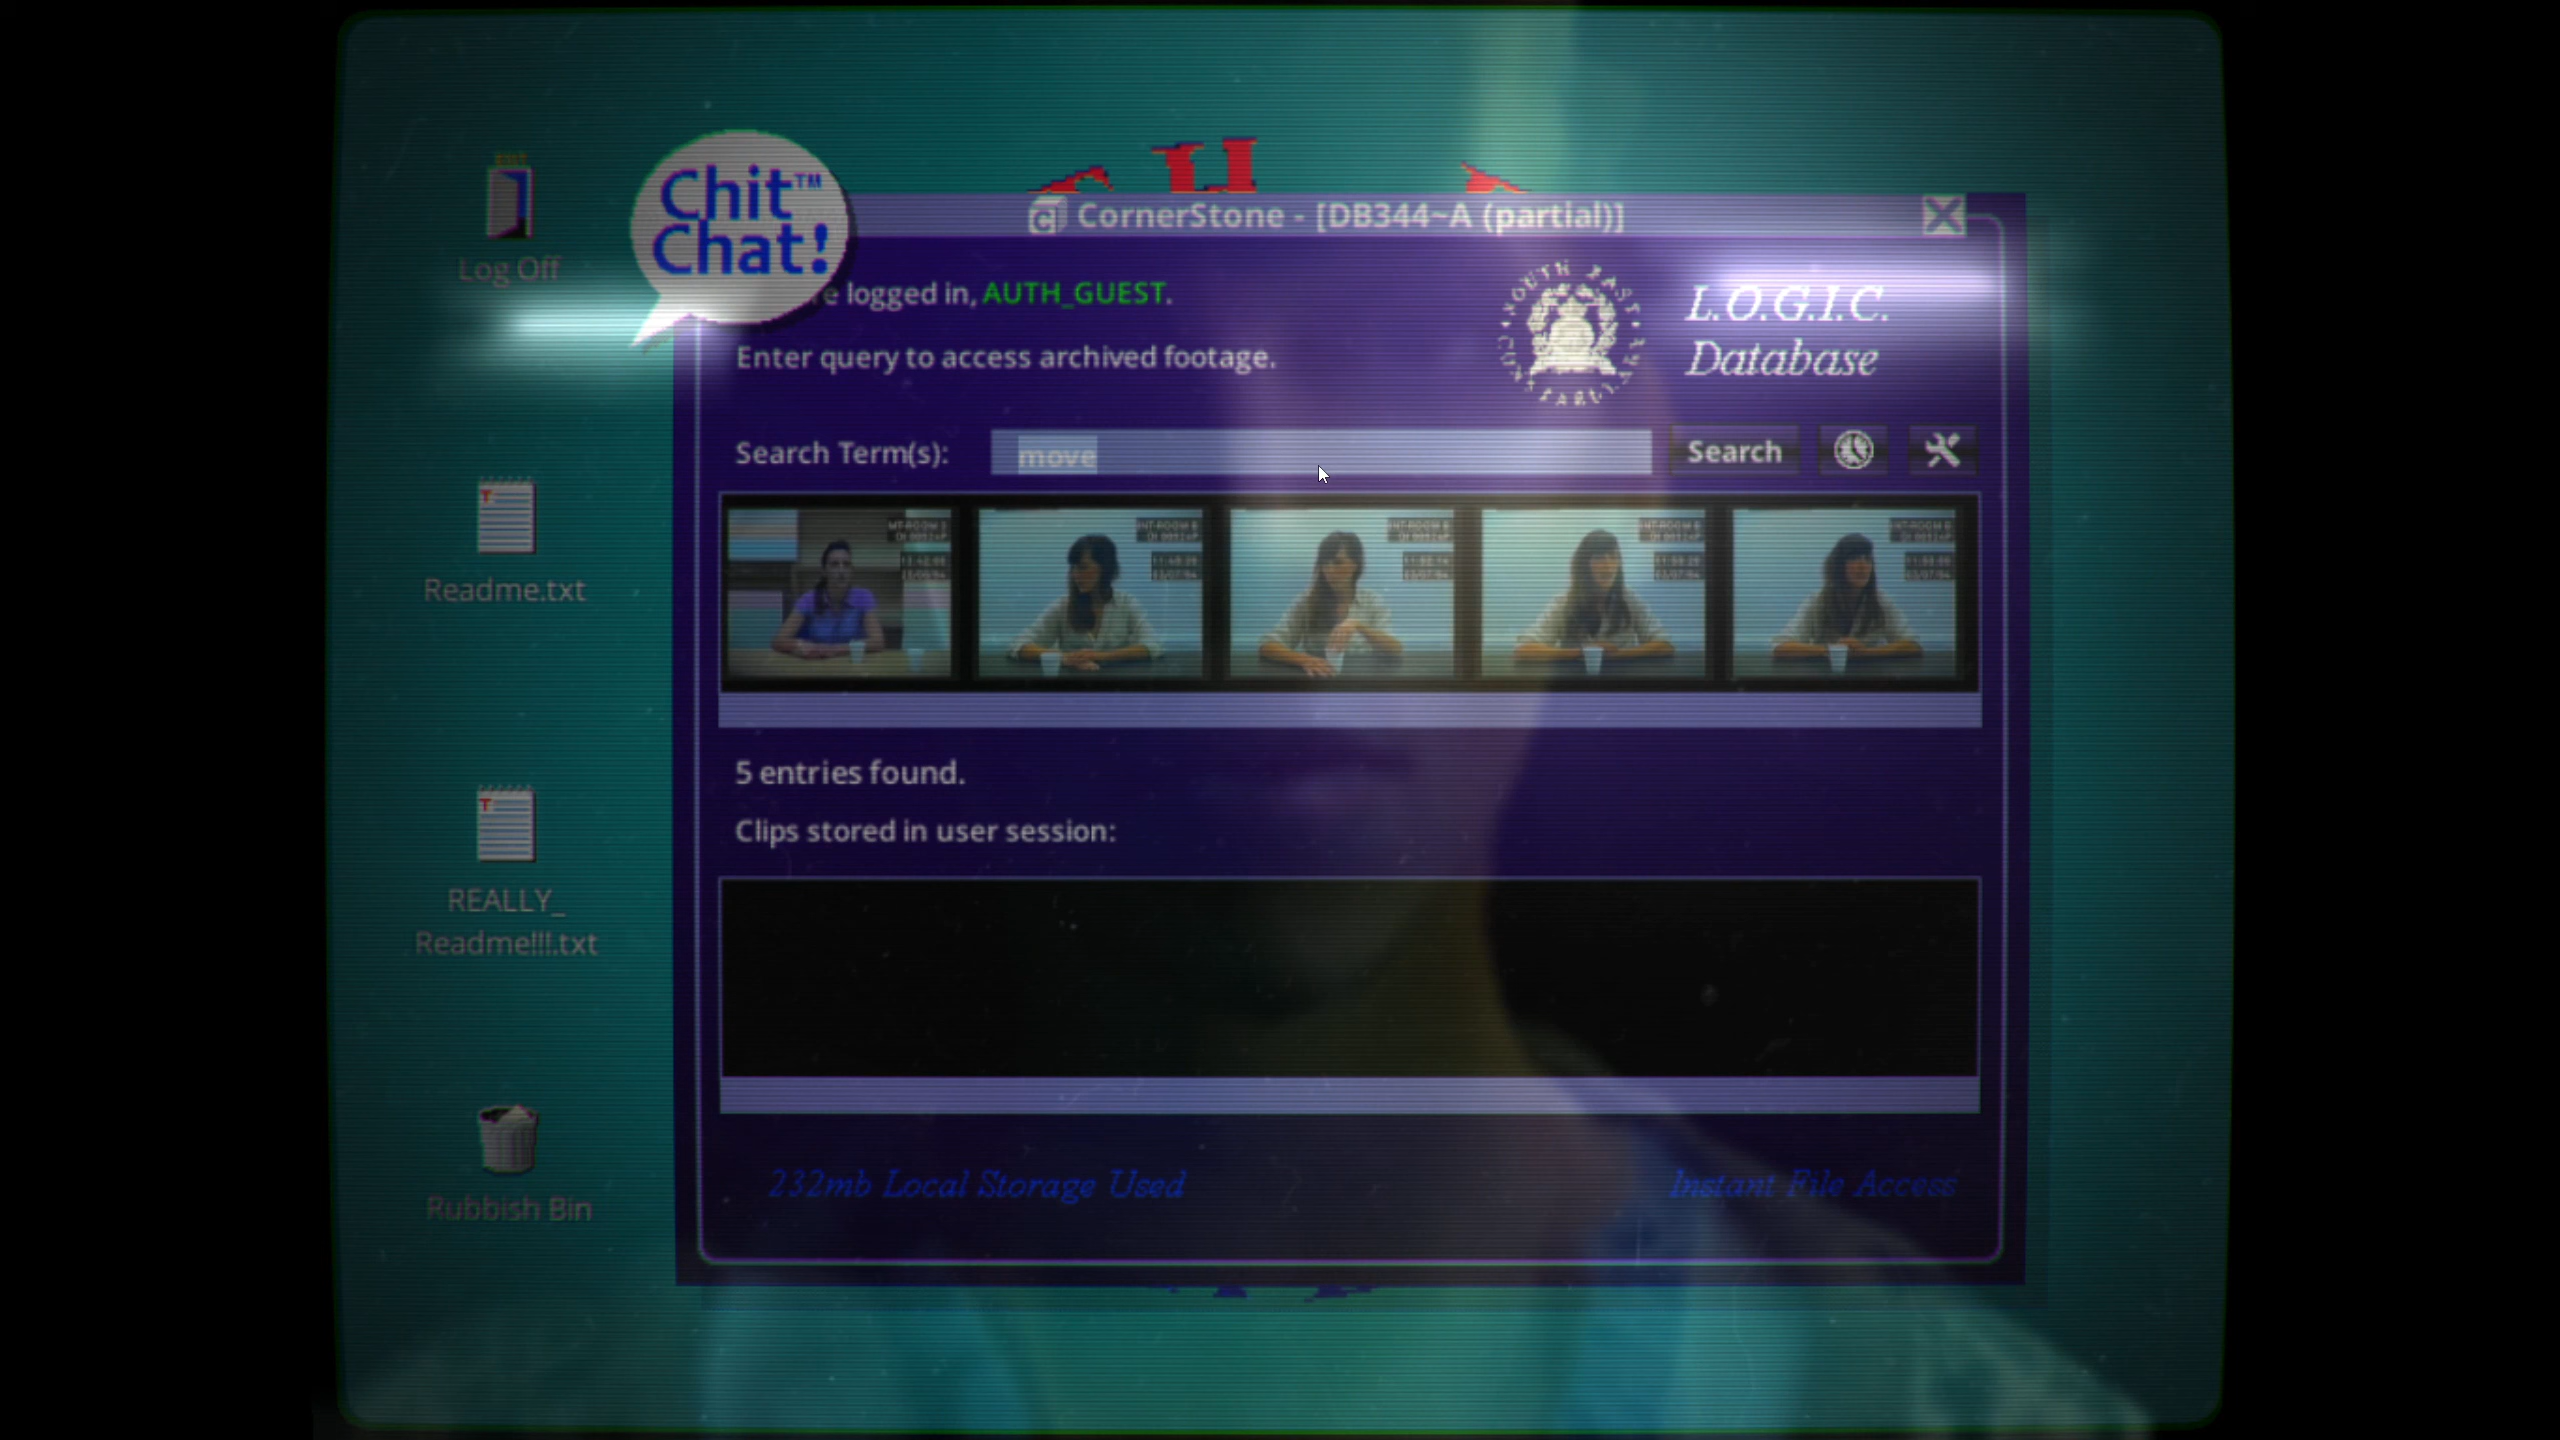 Log Off
Readme.txt
REALLY_
Readme!!!.txt
Rubbish Bin
Chit™
Chat!
CornerStone - [DB344~A (partial)]
logged in, AUTH_GUEST.
Enter query to access archived footage.
SOUTH EAST
L.O.G.I.C.
Database
Search Term(s):
move
Search
5 entries found.
Clips stored in user session:
232mb Local Storage Used
Instant File Access